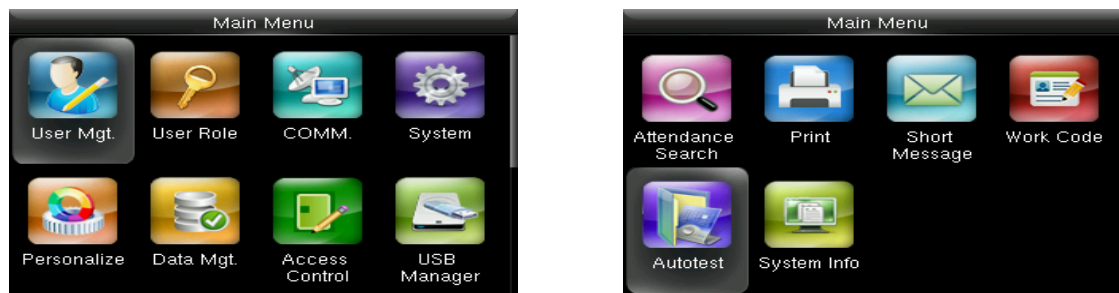 Main Menu
User Mgt.
User Role
COMM.
System
Personalize
Data Mgt.
Access
Control
USB
Manager
Main Menu
Attendance
Search
Print
Short
Message
Work Code
Autotest
System Info